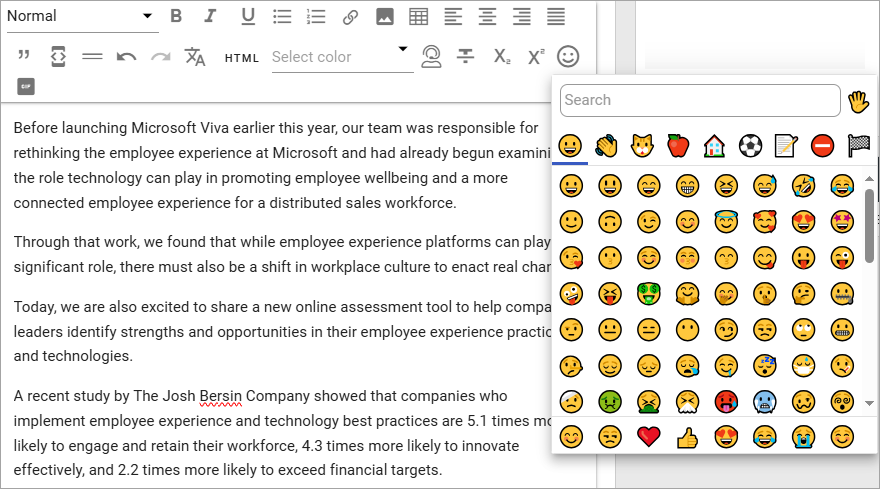 Normal
HTML
Select color
GIF
Search
Before launching Microsoft Viva earlier this year, our team was responsible for
rethinking the employee experience at Microsoft and had already begun examini
the role technology can play in promoting employee wellbeing and a more
connected employee experience for a distributed sales workforce.
Through that work, we found that while employee experience platforms can play
significant role, there must also be a shift in workplace culture to enact real chan
Today, we are also excited to share a new online assessment tool to help compa
leaders identify strengths and opportunities in their employee experience practic
and technologies.
A recent study by The Josh Bersin Company showed that companies who
implement employee experience and technology best practices are 5.1 times mo
likely to engage and retain their workforce, 4.3 times more likely to innovate
effectively, and 2.2 times more likely to exceed financial targets.